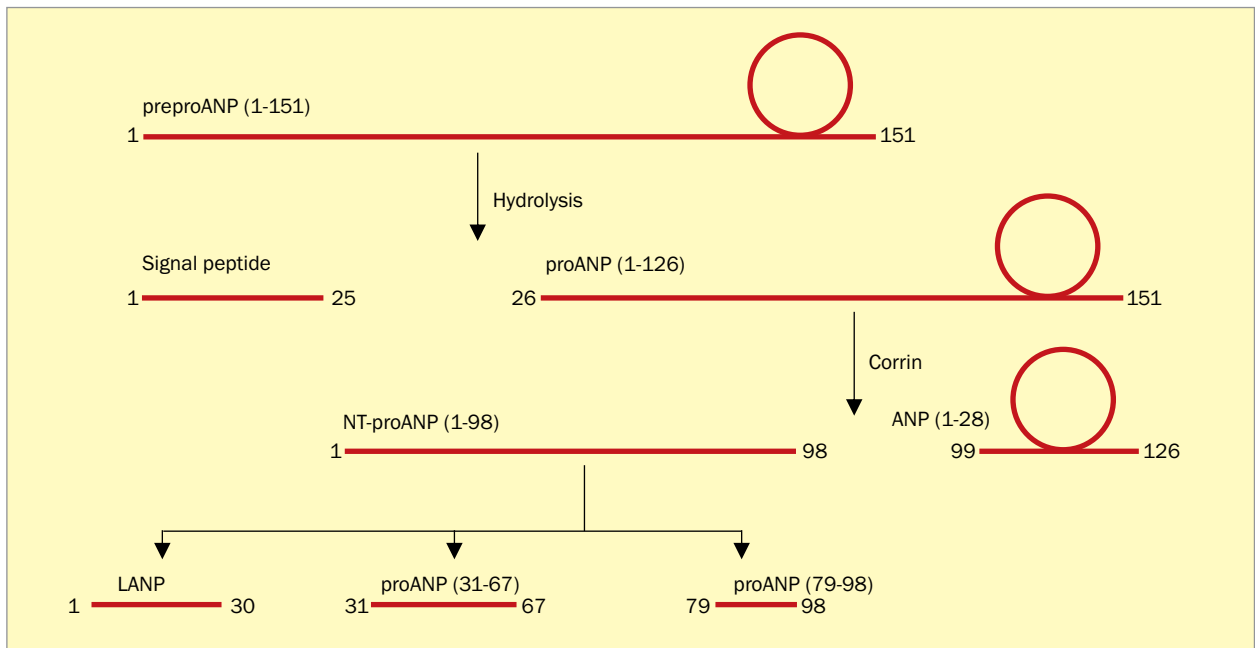 preproANP (1-151)
1 151
Hydrolysis
Signal peptide proANP (1-126)
1 25 26 151
Corrin
NT-proANP (1-98) ANP (1-28)
1 98 99 126
LANP proANP (31-67) proANP (79-98)
1 30 31 67 79 98